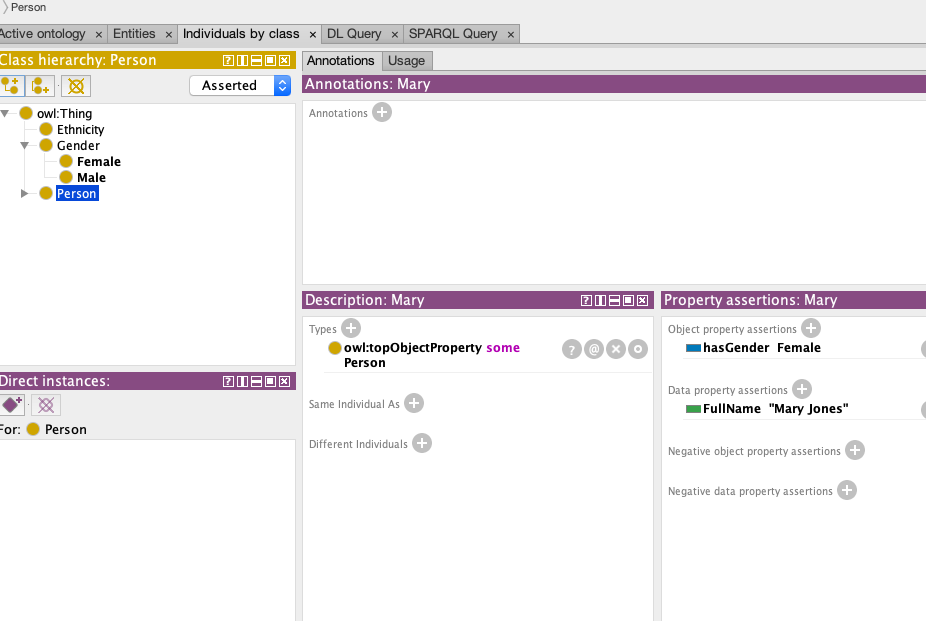 Person
Active ontology × Entities × Individuals by class × DL Query × SPARQL Query ×
Class hierarchy: Person
Asserted
owl:Thing
Ethnicity
Gender
Female
Male
Person
Direct instances:
For: Person
Annotations Usage
Annotations: Mary
Annotations
Description: Mary
Types
owl:topObjectProperty some
Person
Same Individual As
Different Individuals
Property assertions: Mary
Object property assertions
hasGender Female
Data property assertions
FullName "Mary Jones"
Negative object property assertions
Negative data property assertions